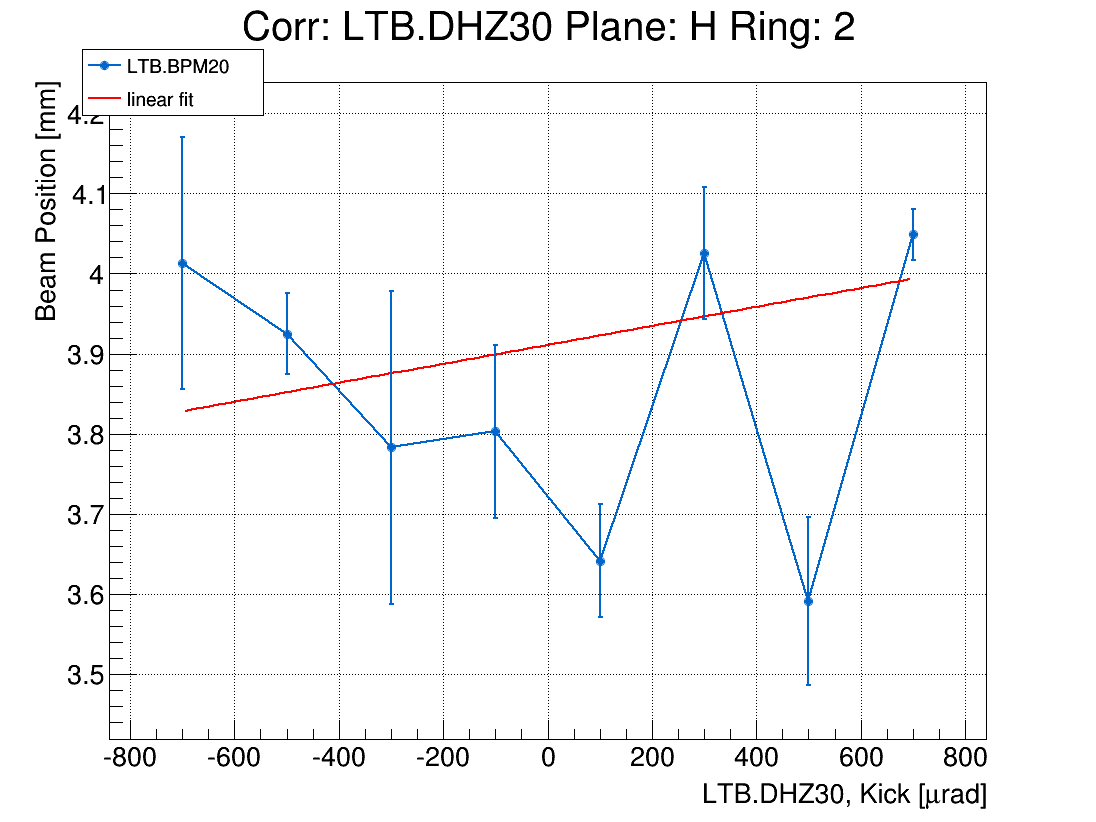 Corr: LTB.DHZ30 Plane: H Ring: 2
LTB.BPM20
linear fit
Beam Position [mm]
4.2
4.1
4
3.9
3.8
3.7
3.6
3.5
-800 -600 -400 -200 0 200 400 600 800
LTB.DHZ30, Kick [μrad]